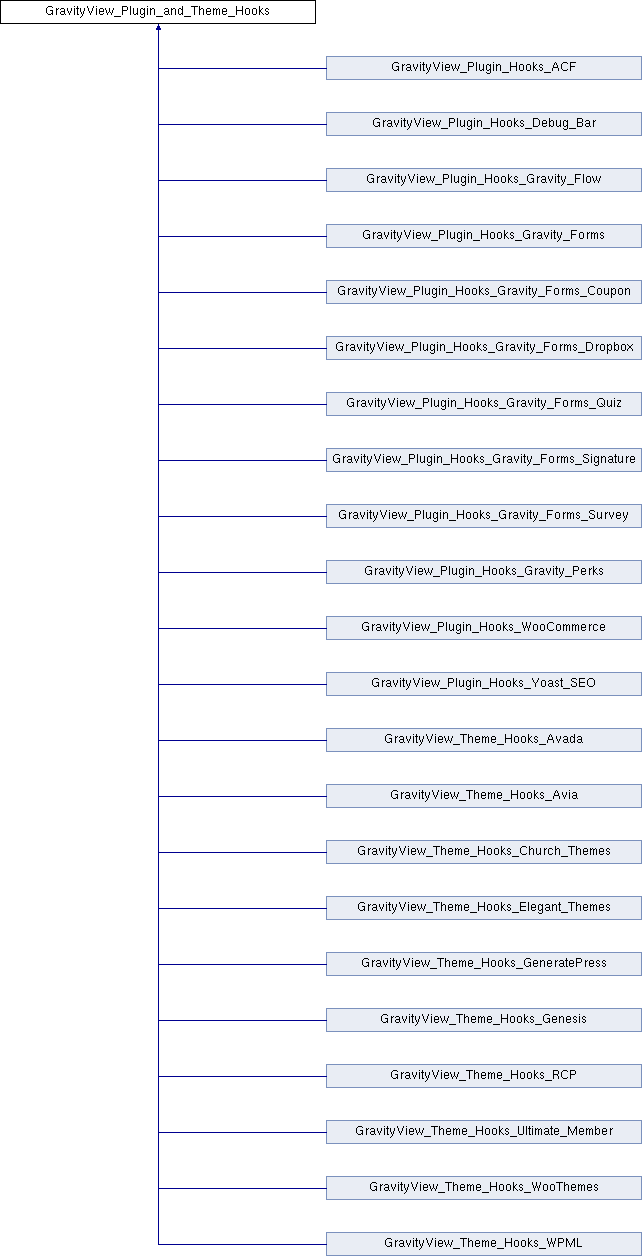 GravityView_Plugin_and_Theme_Hooks
GravityView_Plugin_Hooks_ACF
GravityView_Plugin_Hooks_Debug_Bar
GravityView_Plugin_Hooks_Gravity_Flow
GravityView_Plugin_Hooks_Gravity_Forms
GravityView_Plugin_Hooks_Gravity_Forms_Coupon
GravityView_Plugin_Hooks_Gravity_Forms_Dropbox
GravityView_Plugin_Hooks_Gravity_Forms_Quiz
GravityView_Plugin_Hooks_Gravity_Forms_Signature
GravityView_Plugin_Hooks_Gravity_Forms_Survey
GravityView_Plugin_Hooks_Gravity_Perks
GravityView_Plugin_Hooks_WooCommerce
GravityView_Plugin_Hooks_Yoast_SEO
GravityView_Theme_Hooks_Avada
GravityView_Theme_Hooks_Avia
GravityView_Theme_Hooks_Church_Themes
GravityView_Theme_Hooks_Elegant_Themes
GravityView_Theme_Hooks_GeneratePress
GravityView_Theme_Hooks_Genesis
GravityView_Theme_Hooks_RCP
GravityView_Theme_Hooks_Ultimate_Member
GravityView_Theme_Hooks_WooThemes
GravityView_Theme_Hooks_WPML